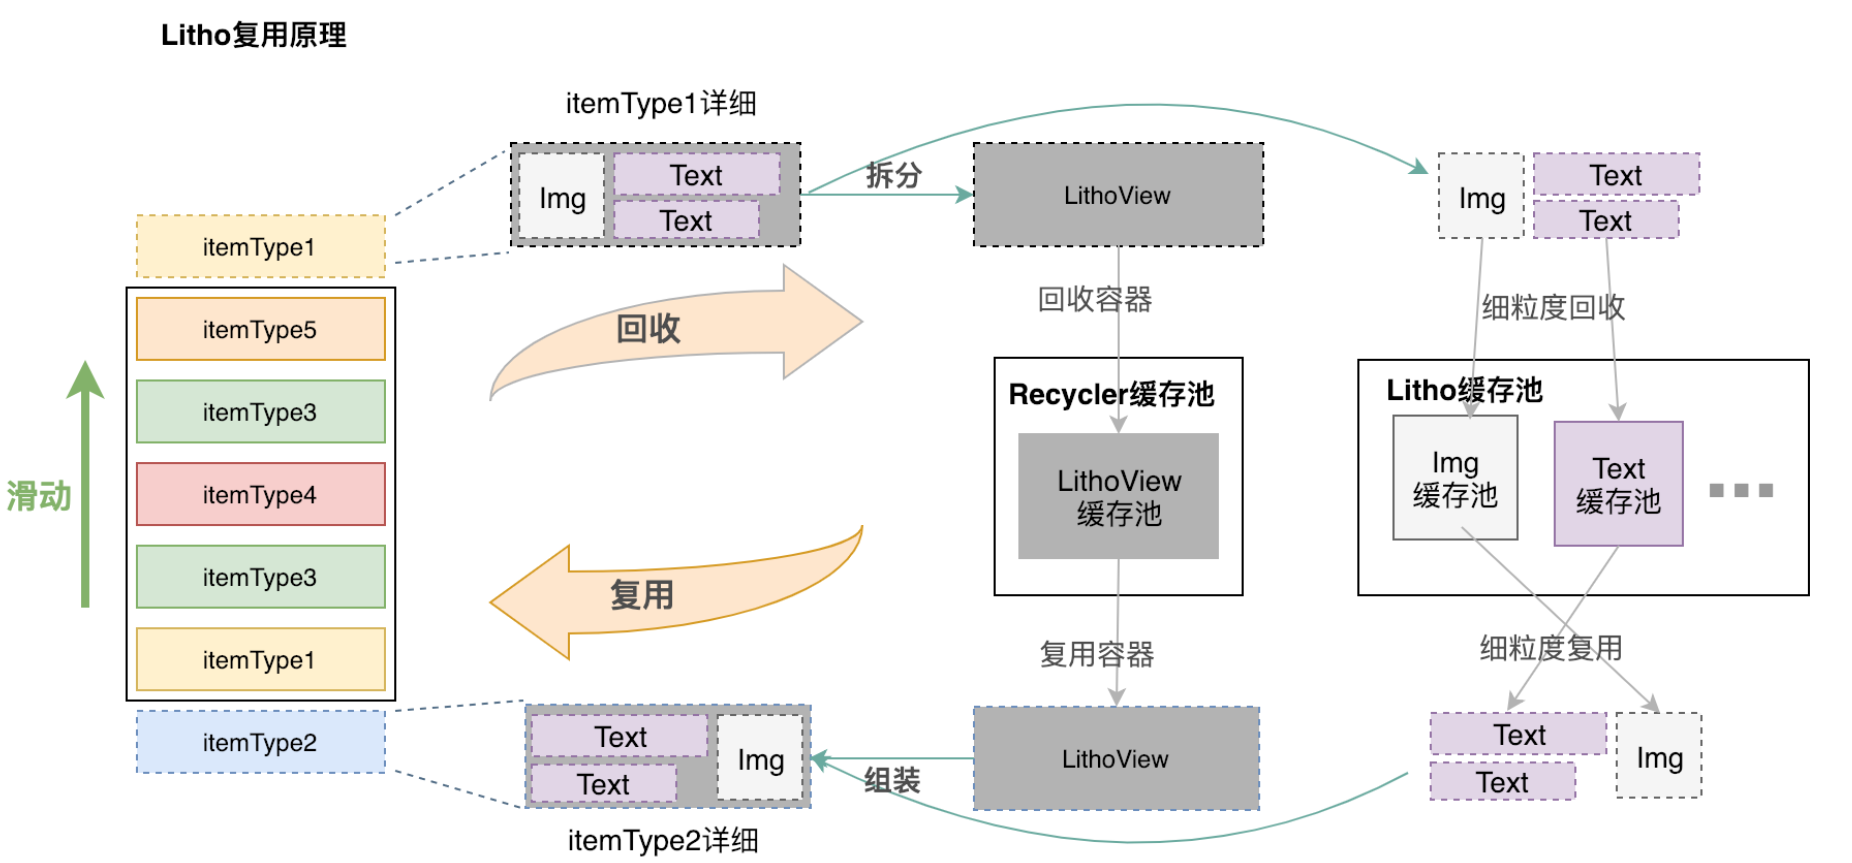 Litho复用原理
itemType1详细
Img
Text
Text
拆分
LithoView
Img
Text
Text
itemType1
itemType5
itemType3
itemType4
itemType3
itemType1
itemType2
滑动
回收
回收容器
细粒度回收
Recycler缓存池
LithoView
缓存池
Litho缓存池
Img
缓存池
Text
缓存池
复用
复用容器
细粒度复用
Text
Text
Img
组装
LithoView
Text
Text
Img
itemType2详细